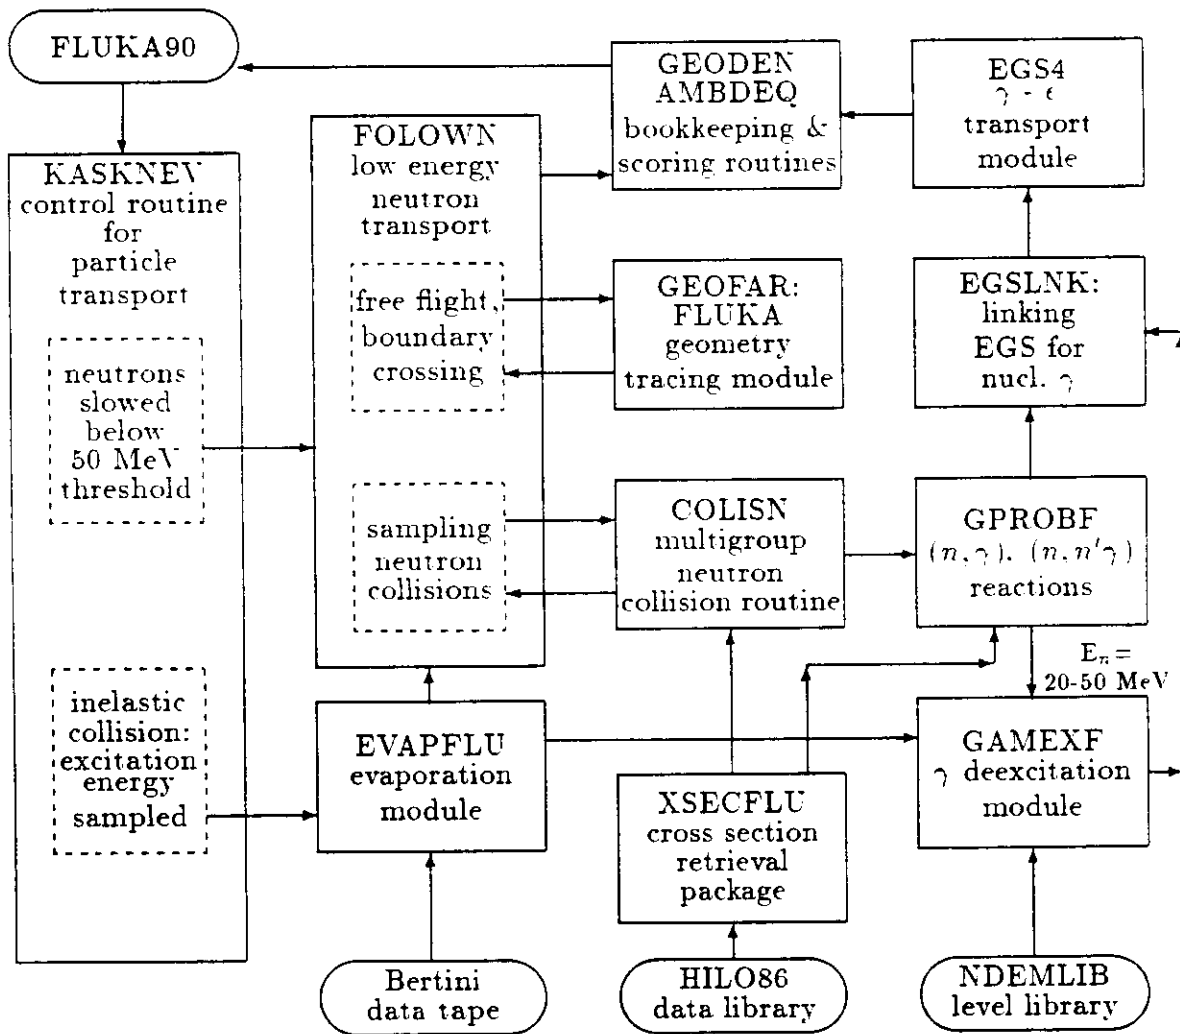 FLUKA90
KASKNEV
control routine
for
particle
transport
neutrons
slowed
below
50 MeV
threshold
inelastic
collision:
excitation
energy
sampled
FOLOWN
low energy
neutron
transport
free flight,
boundary
crossing
sampling
neutron
collisions
EVAPFLU
evaporation
module
Bertini
data tape
GEODEN
AMBDEQ
bookkeeping &
scoring routines
GEOFAR:
FLUKA
geometry
tracing module
COLISN
multigroup
neutron
collision routine
XSECFLU
cross section
retrieval
package
HILO86
data library
EGS4
γ - e
transport
module
EGSLNK:
linking
EGS for
nucl. γ
GPROBF
(n,γ), (n,n′γ)
reactions
Eₙ =
20-50 MeV
GAMEXF
γ deexcitation
module
NDEMLIB
level library